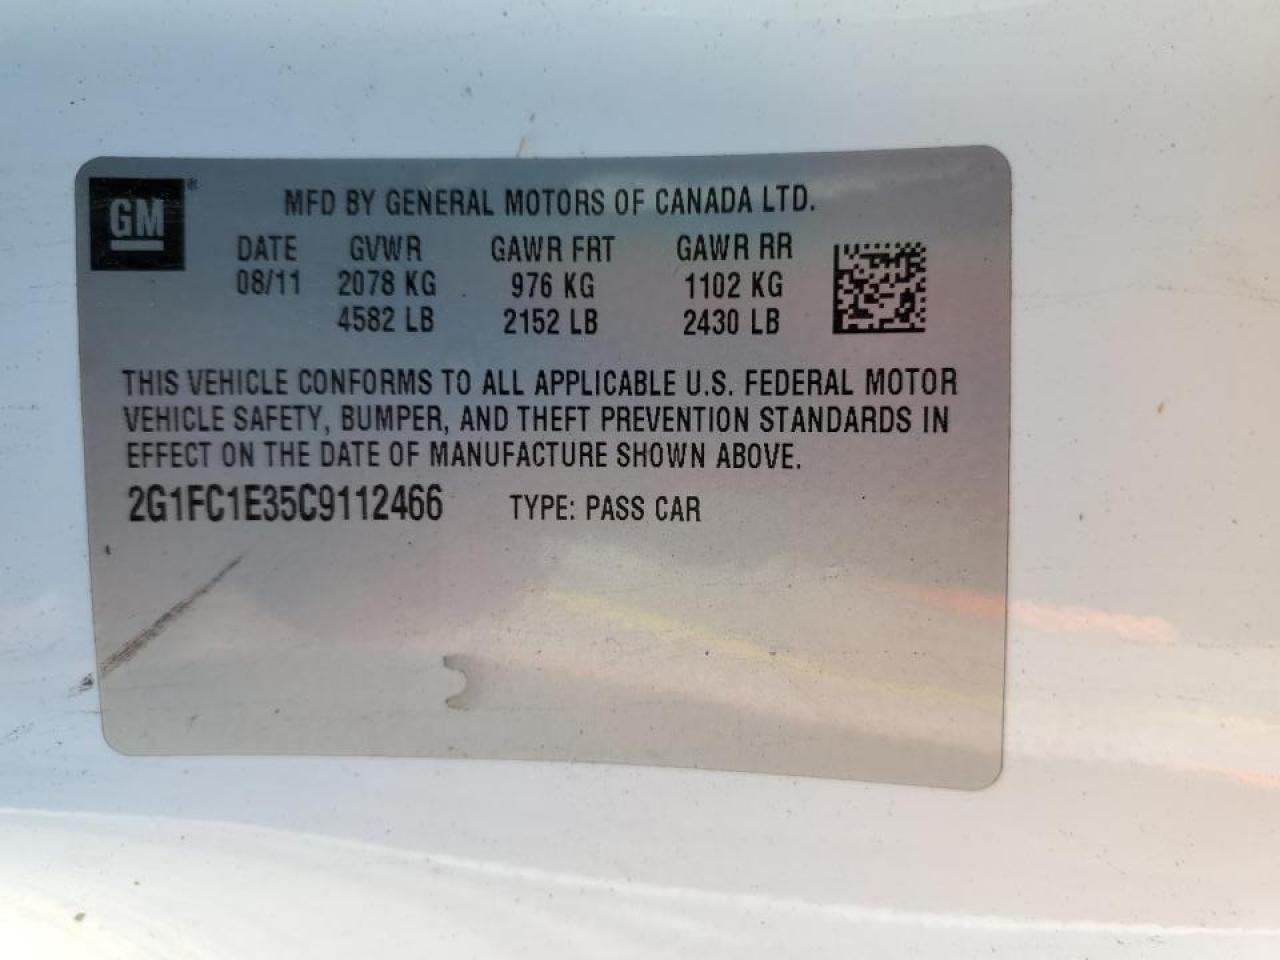 GM
MFD BY GENERAL MOTORS OF CANADA LTD.
DATE GVWR GAWR FRT GAWR RR
08/11 2078 KG 976 KG 1102 KG
4582 LB 2152 LB 2430 LB
THIS VEHICLE CONFORMS TO ALL APPLICABLE U.S. FEDERAL MOTOR
VEHICLE SAFETY, BUMPER, AND THEFT PREVENTION STANDARDS IN
EFFECT ON THE DATE OF MANUFACTURE SHOWN ABOVE.
2G1FC1E35C9112466 TYPE: PASS CAR